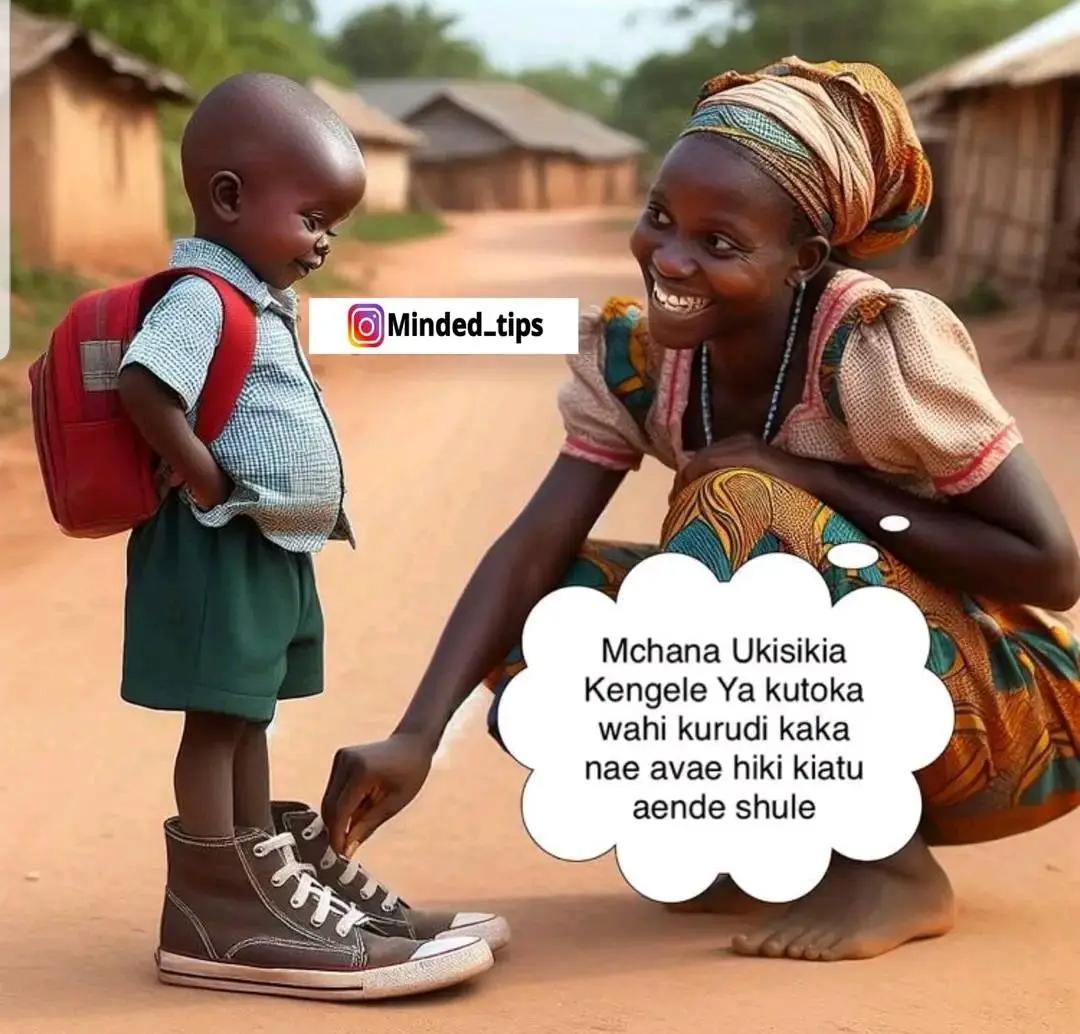 Minded_tips
Mchana Ukisikia
Kengele Ya kutoka
wahi kurudi kaka
nae avae hiki kiatu
aende shule